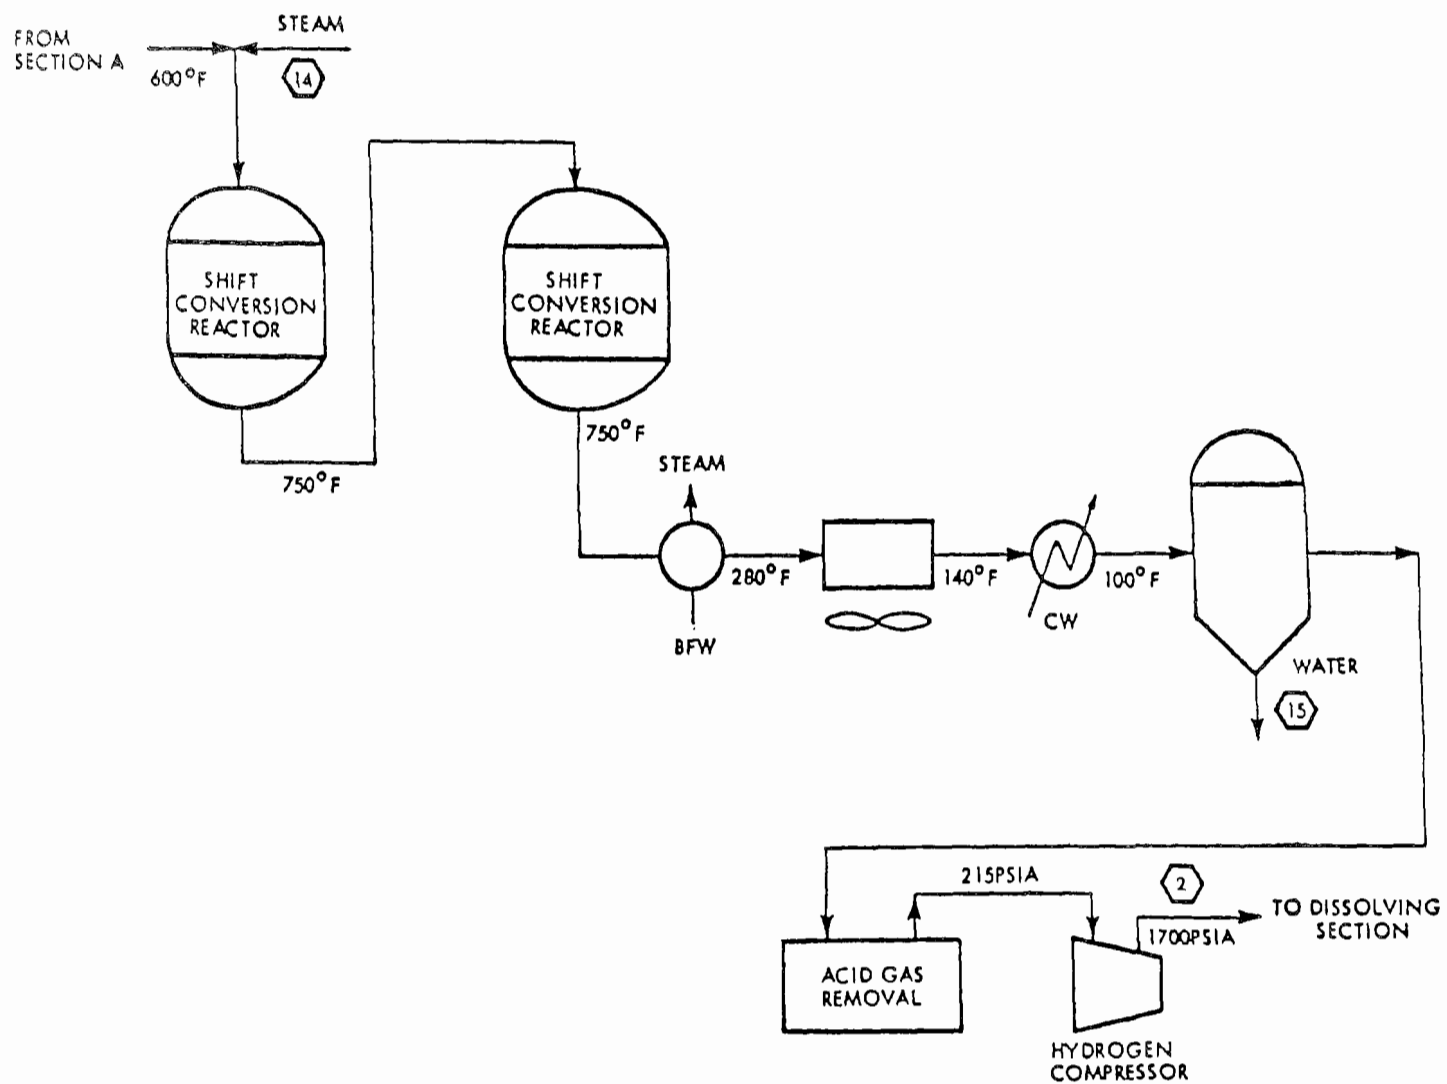 FROM
SECTION A
STEAM
600°F
14
SHIFT
CONVERSION
REACTOR
750°F
SHIFT
CONVERSION
REACTOR
750°F
STEAM
BFW
280°F
140°F
CW
100°F
WATER
15
215PSIA
2
1700PSIA
TO DISSOLVING
SECTION
ACID GAS
REMOVAL
HYDROGEN
COMPRESSOR